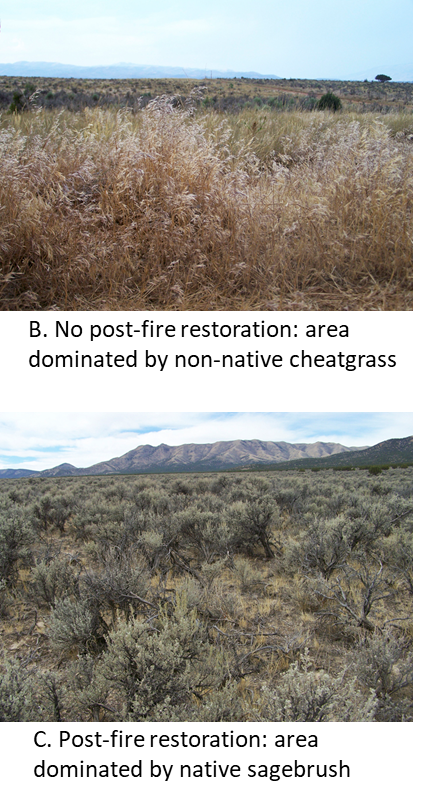 B. No post-fire restoration: area
dominated by non-native cheatgrass
C. Post-fire restoration: area
dominated by native sagebrush